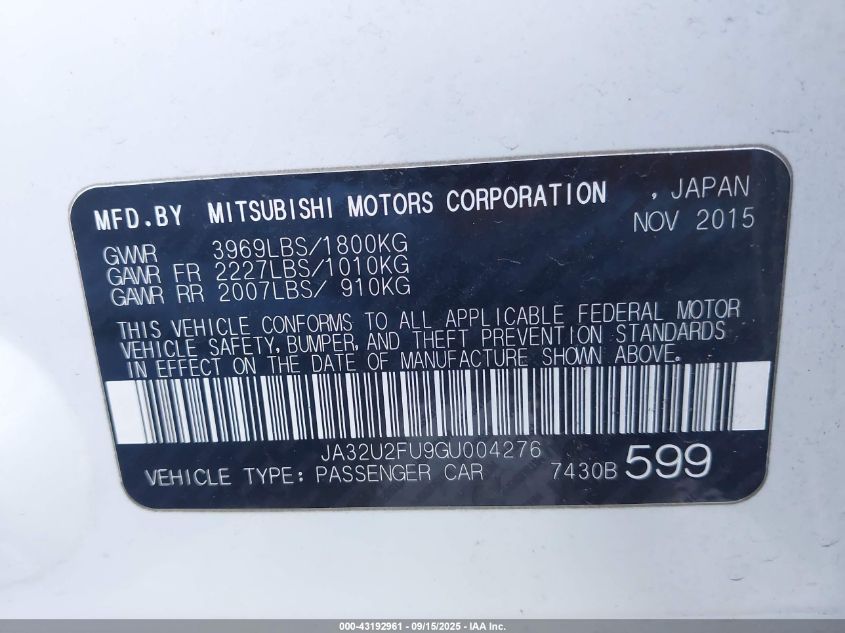 MFD.BY MITSUBISHI MOTORS CORPORATION , JAPAN
NOV 2015
GVWR 3969LBS/1800KG
GAWR FR 2227LBS/1010KG
GAWR RR 2007LBS/ 910KG
THIS VEHICLE CONFORMS TO ALL APPLICABLE FEDERAL MOTOR
VEHICLE SAFETY, BUMPER, AND THEFT PREVENTION STANDARDS
IN EFFECT ON THE DATE OF MANUFACTURE SHOWN ABOVE.
JA32U2FU9GU004276
VEHICLE TYPE: PASSENGER CAR 7430B 599
000-43192961 - 09/15/2025 - IAA Inc.